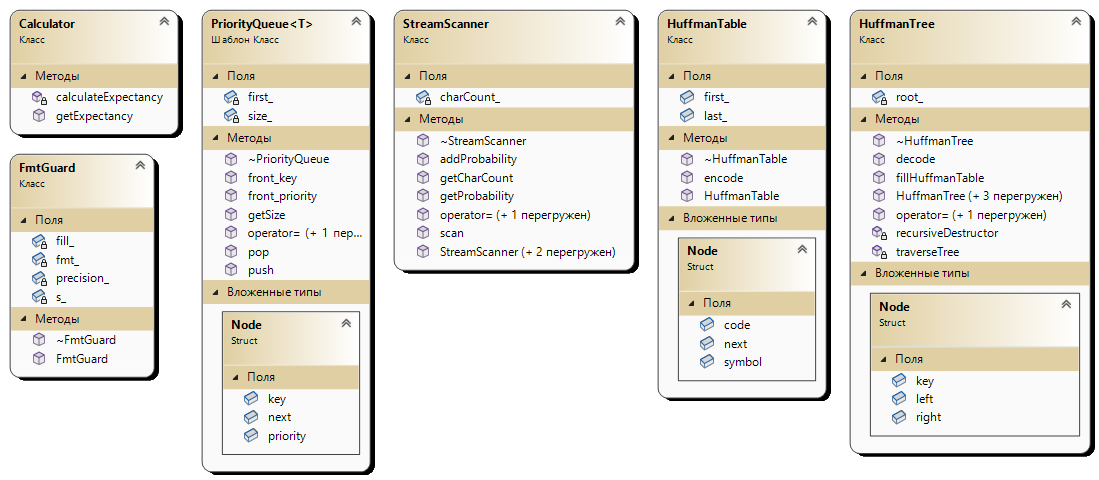 Calculator
Класс
Методы
calculateExpectancy
getExpectancy
FmtGuard
Класс
Поля
fill_
fmt_
precision_
s_
Методы
~FmtGuard
FmtGuard
PriorityQueue<T>
Шаблон Класс
Поля
first_
size_
Методы
~PriorityQueue
front_key
front_priority
getSize
operator= (+ 1 пер...
pop
push
Вложенные типы
Node
Struct
Поля
key
next
priority
StreamScanner
Класс
Поля
charCount_
Методы
~StreamScanner
addProbability
getCharCount
getProbability
operator= (+ 1 перегружен)
scan
StreamScanner (+ 2 перегружен)
HuffmanTable
Класс
Поля
first_
last_
Методы
~HuffmanTable
encode
HuffmanTable
Вложенные типы
Node
Struct
Поля
code
next
symbol
HuffmanTree
Класс
Поля
root_
Методы
~HuffmanTree
decode
fillHuffmanTable
HuffmanTree (+ 3 перегружен)
operator= (+ 1 перегружен)
recursiveDestructor
traverseTree
Вложенные типы
Node
Struct
Поля
key
left
right